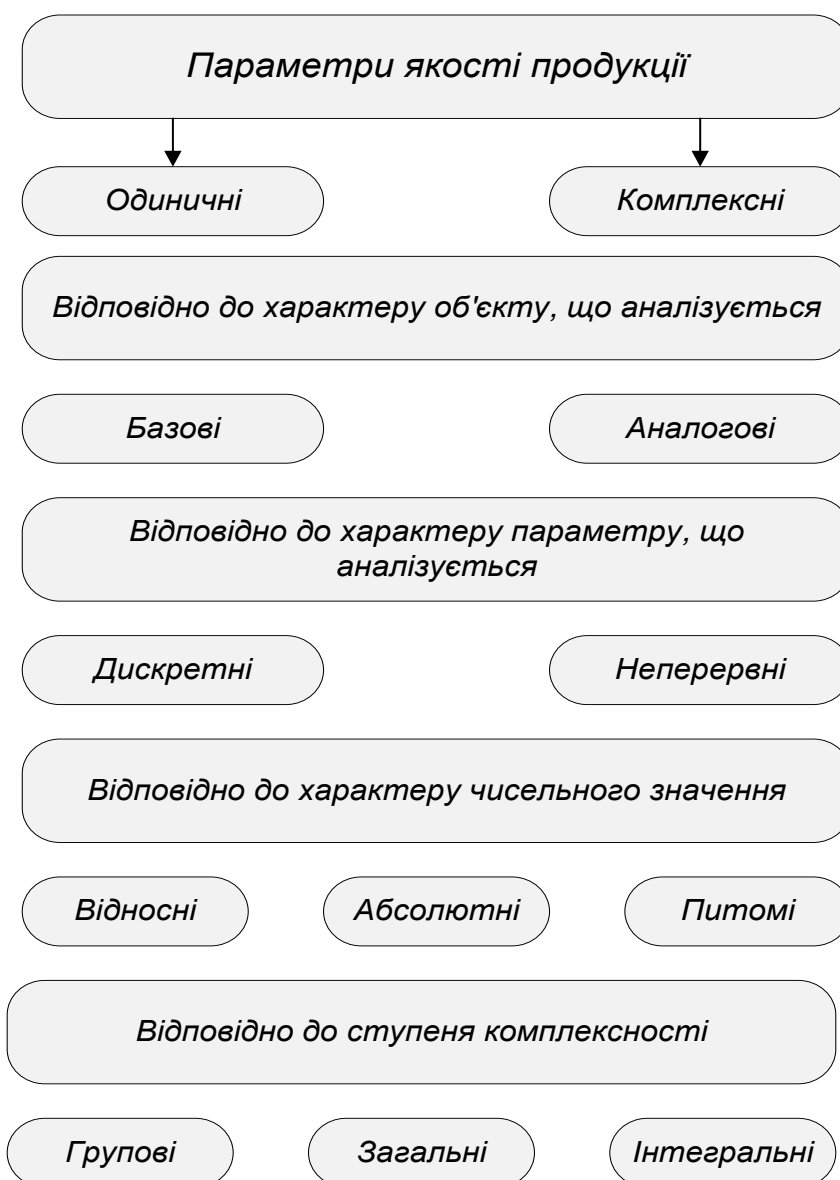 Параметри якості продукції
Одиничні
Комплексні
Відповідно до характеру об'єкту, що аналізується
Базові
Аналогові
Відповідно до характеру параметру, що
аналізується
Дискретні
Неперервні
Відповідно до характеру чисельного значення
Відносні
Абсолютні
Питомі
Відповідно до ступеня комплексності
Групові
Загальні
Інтегральні